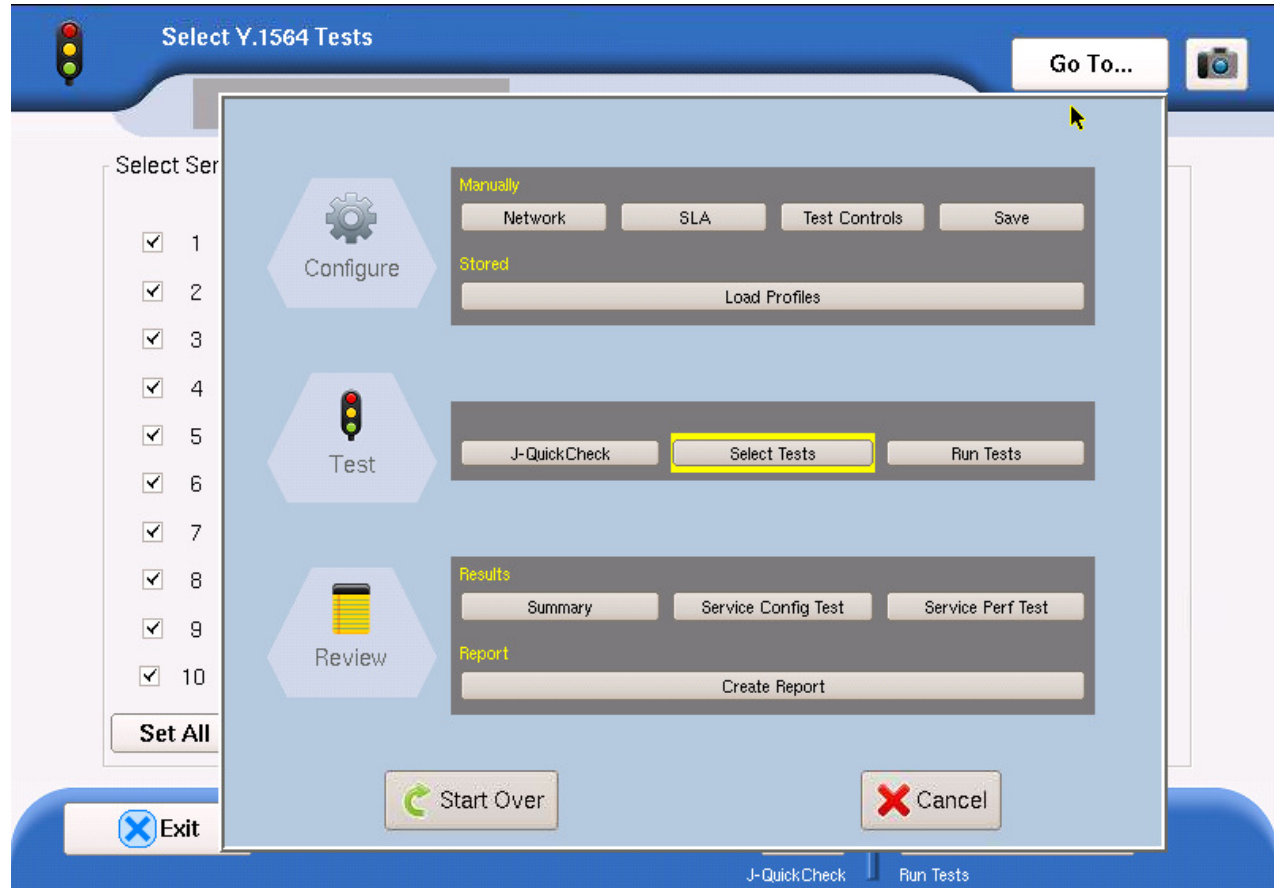 Select Y.1564 Tests
Go To...
Select Ser
1
2
3
4
5
6
7
8
9
10
Set All
Configure
Manually
Network SLA Test Controls Save
Stored
Load Profiles
Test
J-QuickCheck Select Tests Run Tests
Review
Results
Summary Service Config Test Service Perf Test
Report
Create Report
Start Over Cancel
Exit
J-QuickCheck Run Tests